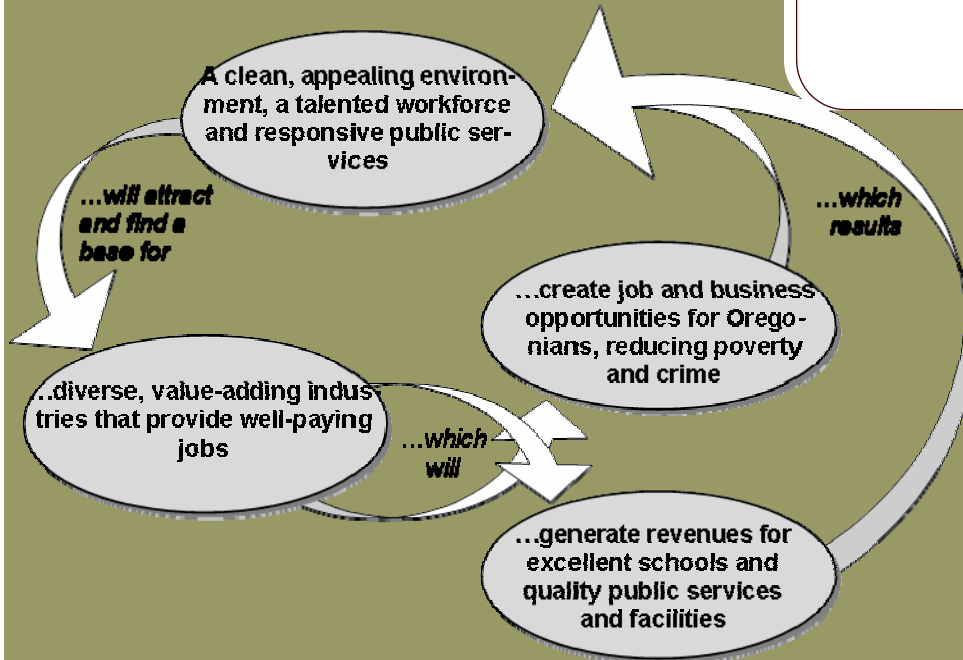 A clean, appealing environ-
ment, a talented workforce
and responsive public ser-
vices
…will attract
and find a
base for
…diverse, value-adding indus-
tries that provide well-paying
jobs
…which
will
…create job and business
opportunities for Orego-
nians, reducing poverty
and crime
…generate revenues for
excellent schools and
quality public services
and facilities
…which
results